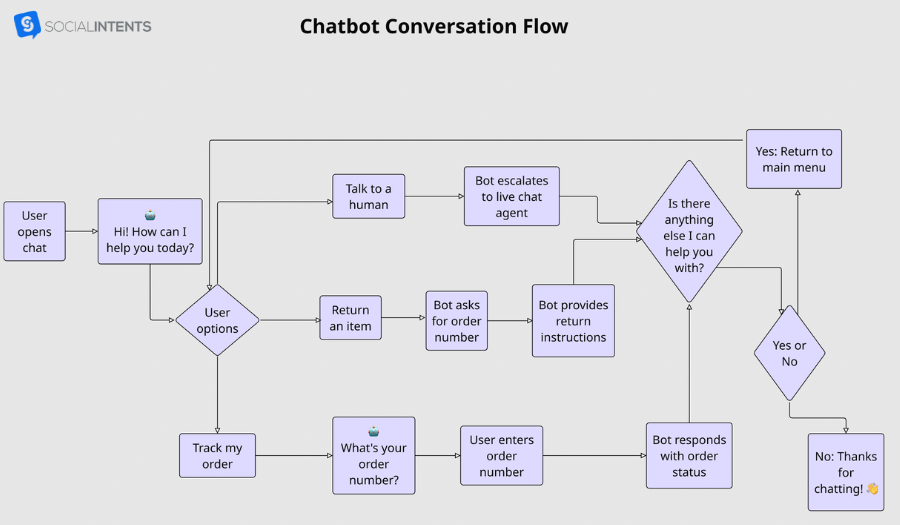 SOCIALINTENTS
Chatbot Conversation Flow
Yes: Return to
main menu
Talk to a
human
Bot escalates
to live chat
agent
Is there
anything
else I can
help you
with?
User
opens
chat
🤖
Hi! How can I
help you today?
User
options
Return
an item
Bot asks
for order
number
Bot provides
return
instructions
Yes or
No
Track my
order
🤖
What's your
order
number?
User enters
order
number
Bot responds
with order
status
No: Thanks
for
chatting! 👋